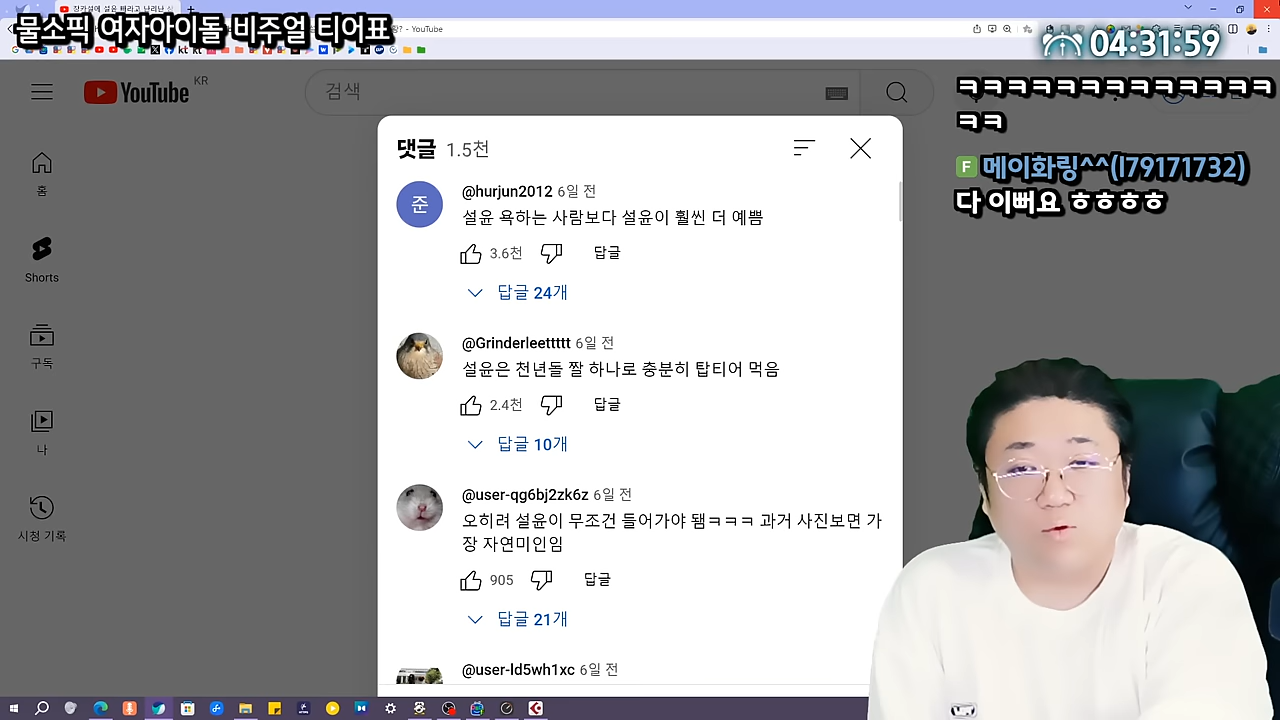 물소픽 여자아이돌 비주얼 티어표
- YouTube
04:31:59
YouTube KR
검색
ㅋㅋㅋㅋㅋㅋㅋㅋㅋㅋㅋㅋㅋ
ㅋㅋ
F 메이화링^^(l79171732)
다 이뻐요 ㅎㅎㅎㅎ
홈
Shorts
구독
나
시청 기록
댓글 1.5천
준
@hurjun2012 6일 전
설윤 욕하는 사람보다 설윤이 훨씬 더 예쁨
3.6천 답글
답글 24개
@Grinderleettttt 6일 전
설윤은 천년돌 짤 하나로 충분히 탑티어 먹음
2.4천 답글
답글 10개
@user-qg6bj2zk6z 6일 전
오히려 설윤이 무조건 들어가야 됌ㅋㅋㅋ 과거 사진보면 가
장 자연미인임
905 답글
답글 21개
@user-ld5wh1xc 6일 전